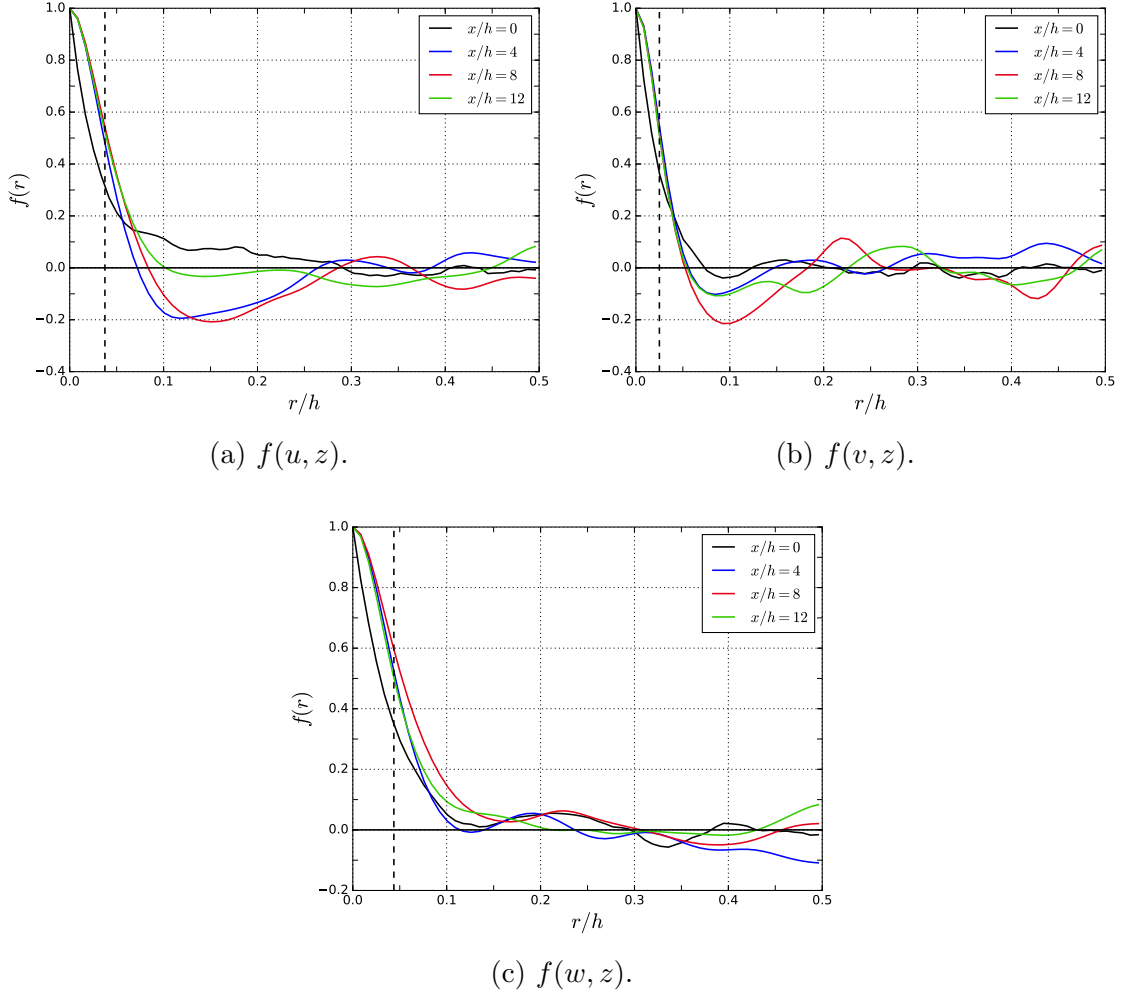 1.0
0.8
0.6
0.4
0.2
0.0
−0.2
−0.4
f(r)
0.0 0.1 0.2 0.3 0.4 0.5
r/h
x/h = 0
x/h = 4
x/h = 8
x/h = 12
(a) f(u, z).
1.0
0.8
0.6
0.4
0.2
0.0
−0.2
−0.4
f(r)
0.0 0.1 0.2 0.3 0.4 0.5
r/h
x/h = 0
x/h = 4
x/h = 8
x/h = 12
(b) f(v, z).
1.0
0.8
0.6
0.4
0.2
0.0
−0.2
f(r)
0.0 0.1 0.2 0.3 0.4 0.5
r/h
x/h = 0
x/h = 4
x/h = 8
x/h = 12
(c) f(w, z).